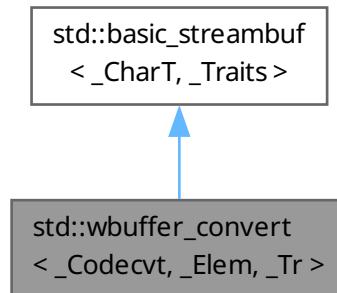 std::basic_streambuf
< _CharT, _Traits >
std::wbuffer_convert
< _Codecvt, _Elem, _Tr >